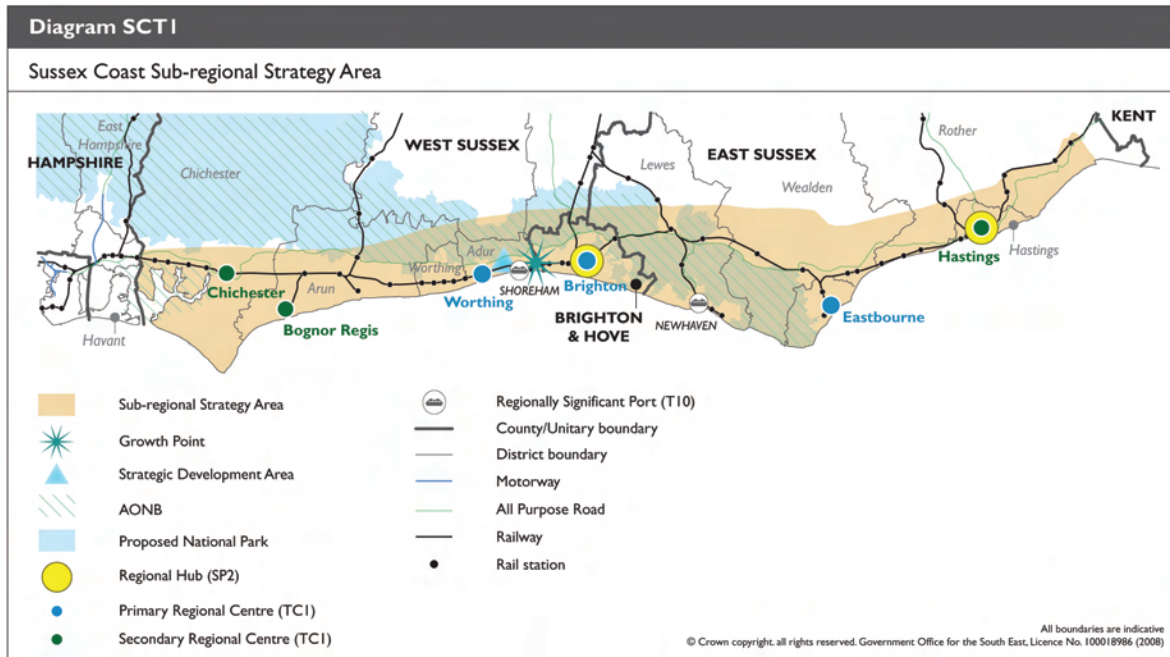 Diagram SCT1
Sussex Coast Sub-regional Strategy Area
East
Hampshire
HAMPSHIRE
Chichester
WEST SUSSEX
Lewes
EAST SUSSEX
Wealden
Rother
KENT
Adur
Worthing
Arun
Havant
Chichester
Bognor Regis
Worthing
SHOREHAM
Brighton
BRIGHTON
& HOVE
NEWHAVEN
Eastbourne
Hastings
Hastings
Sub-regional Strategy Area
Growth Point
Strategic Development Area
AONB
Proposed National Park
Regional Hub (SP2)
Primary Regional Centre (TC1)
Secondary Regional Centre (TC1)
Regionally Significant Port (T10)
County/Unitary boundary
District boundary
Motorway
All Purpose Road
Railway
Rail station
All boundaries are indicative
© Crown copyright. all rights reserved. Government Office for the South East, Licence No. 100018986 (2008)